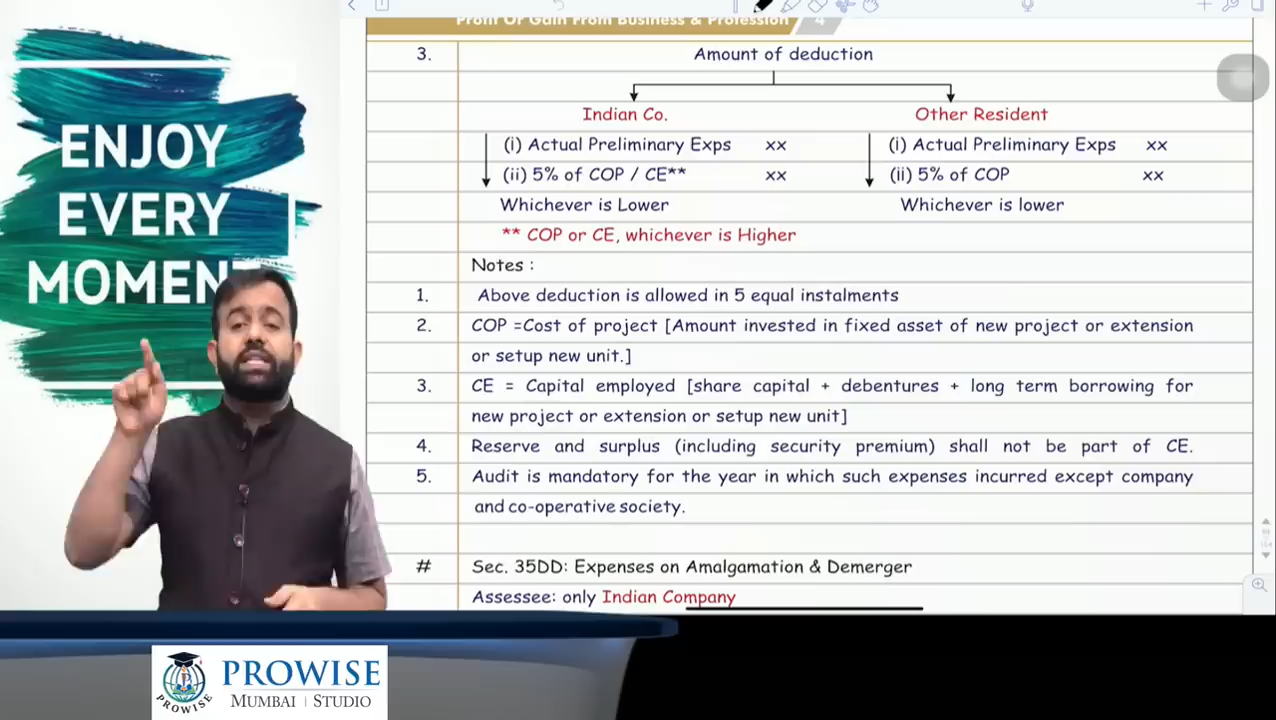 Profit Or Gain From Business & Profession 4
ENJOY
EVERY
MOMENT
3. Amount of deduction
Indian Co. Other Resident
(i) Actual Preliminary Exps xx (i) Actual Preliminary Exps xx
(ii) 5% of COP / CE** xx (ii) 5% of COP xx
Whichever is Lower Whichever is lower
** COP or CE, whichever is Higher
Notes :
1. Above deduction is allowed in 5 equal instalments
2. COP =Cost of project [Amount invested in fixed asset of new project or extension
or setup new unit.]
3. CE = Capital employed [share capital + debentures + long term borrowing for
new project or extension or setup new unit]
4. Reserve and surplus (including security premium) shall not be part of CE.
5. Audit is mandatory for the year in which such expenses incurred except company
and co-operative society.
# Sec. 35DD: Expenses on Amalgamation & Demerger
Assessee: only Indian Company
PROWISE
PROWISE
MUMBAI | STUDIO